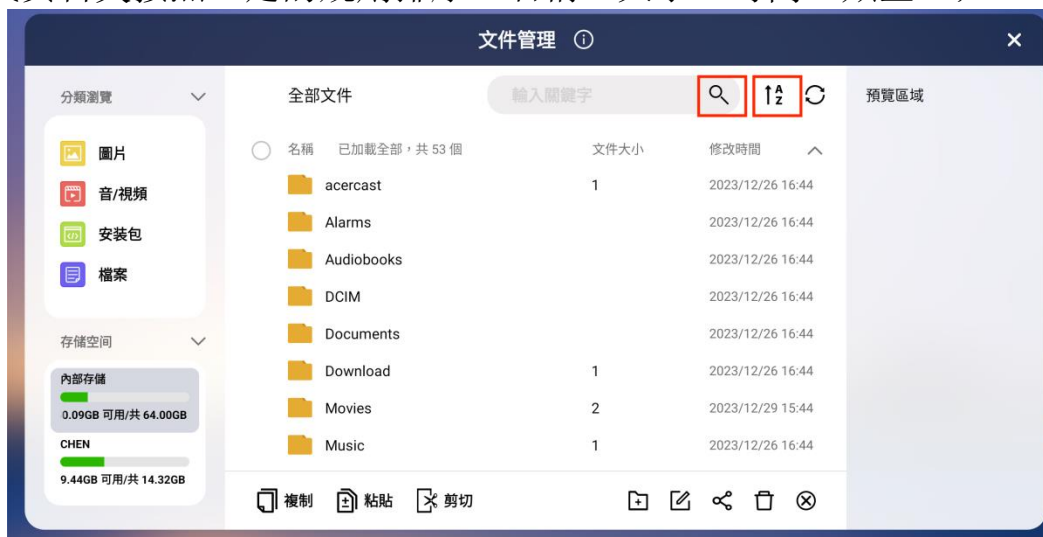 文件管理
分類瀏覽
全部文件
輸入關鍵字
A
Z
預覽區域
圖片
音/視頻
安裝包
檔案
名稱 已加載全部，共 53 個 文件大小 修改時間
acercast 1 2023/12/26 16:44
Alarms 2023/12/26 16:44
Audiobooks 2023/12/26 16:44
DCIM 2023/12/26 16:44
Documents 2023/12/26 16:44
Download 1 2023/12/26 16:44
Movies 2 2023/12/29 15:44
Music 1 2023/12/26 16:44
存儲空间
內部存儲
0.09GB 可用/共 64.00GB
CHEN
9.44GB 可用/共 14.32GB
複制 粘貼 剪切